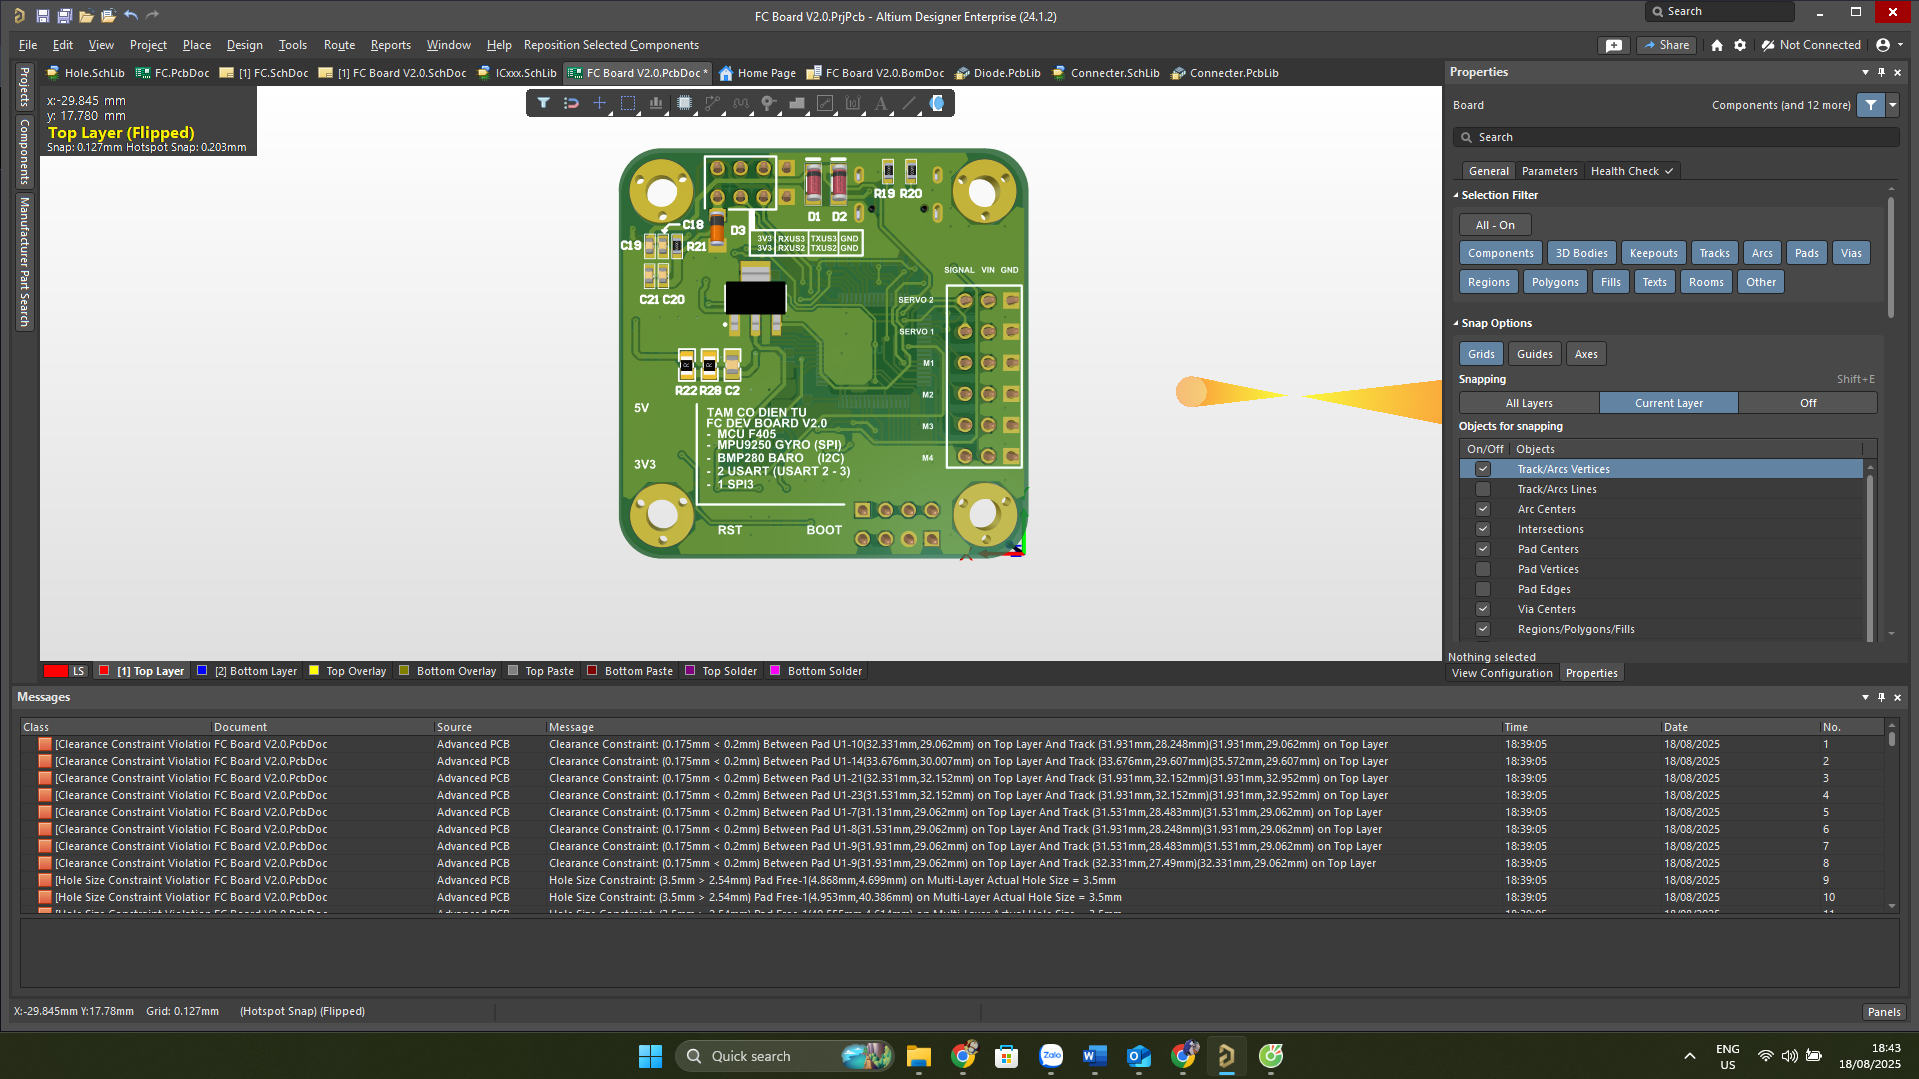 FC Board V2.0.PrjPcb - Altium Designer Enterprise (24.1.2)
Search
File Edit View Project Place Design Tools Route Reports Window Help Reposition Selected Components
Share
Not Connected
Hole.SchLib FC.PcbDoc [1] FC.SchDoc [1] FC Board V2.0.SchDoc ICxxx.SchLib FC Board V2.0.PcbDoc * Home Page FC Board V2.0.BomDoc Diode.PcbLib Connecter.SchLib Connecter.PcbLib
Projects
Components
Manufacturer Part Search
x:-29.845 mm
y: 17.780 mm
Top Layer (Flipped)
Snap: 0.127mm Hotspot Snap: 0.203mm
R19 R20
D1 D2
C18
D3
C19
R21
3V3 RXUS3 TXUS3 GND
3V3 RXUS2 TXUS2 GND
C21 C20
SIGNAL VIN GND
SERVO 2
SERVO 1
M1
M2
M3
M4
R22 R28 C2
5V
3V3
TAM CO DIEN TU
FC DEV BOARD V2.0
- MCU F405
- MPU9250 GYRO (SPI)
- BMP280 BARO (I2C)
- 2 USART (USART 2 - 3)
- 1 SPI3
RST
BOOT
Properties
Board
Components (and 12 more)
Search
General Parameters Health Check
Selection Filter
All - On
Components 3D Bodies Keepouts Tracks Arcs Pads Vias
Regions Polygons Fills Texts Rooms Other
Snap Options
Grids Guides Axes
Snapping Shift+E
All Layers Current Layer Off
Objects for snapping
On/Off Objects
Track/Arcs Vertices
Track/Arcs Lines
Arc Centers
Intersections
Pad Centers
Pad Vertices
Pad Edges
Via Centers
Regions/Polygons/Fills
Nothing selected
View Configuration Properties
LS [1] Top Layer [2] Bottom Layer Top Overlay Bottom Overlay Top Paste Bottom Paste Top Solder Bottom Solder
Messages
Class Document Source Message Time Date No.
[Clearance Constraint Violation FC Board V2.0.PcbDoc Advanced PCB Clearance Constraint: (0.175mm < 0.2mm) Between Pad U1-10(32.331mm,29.062mm) on Top Layer And Track (31.931mm,28.248mm)(31.931mm,29.062mm) on Top Layer 18:39:05 18/08/2025 1
[Clearance Constraint Violation FC Board V2.0.PcbDoc Advanced PCB Clearance Constraint: (0.175mm < 0.2mm) Between Pad U1-14(33.676mm,30.007mm) on Top Layer And Track (33.676mm,29.607mm)(35.572mm,29.607mm) on Top Layer 18:39:05 18/08/2025 2
[Clearance Constraint Violation FC Board V2.0.PcbDoc Advanced PCB Clearance Constraint: (0.175mm < 0.2mm) Between Pad U1-21(32.331mm,32.152mm) on Top Layer And Track (31.931mm,32.152mm)(31.931mm,32.952mm) on Top Layer 18:39:05 18/08/2025 3
[Clearance Constraint Violation FC Board V2.0.PcbDoc Advanced PCB Clearance Constraint: (0.175mm < 0.2mm) Between Pad U1-23(31.531mm,32.152mm) on Top Layer And Track (31.931mm,32.152mm)(31.931mm,32.952mm) on Top Layer 18:39:05 18/08/2025 4
[Clearance Constraint Violation FC Board V2.0.PcbDoc Advanced PCB Clearance Constraint: (0.175mm < 0.2mm) Between Pad U1-7(31.131mm,29.062mm) on Top Layer And Track (31.531mm,28.483mm)(31.531mm,29.062mm) on Top Layer 18:39:05 18/08/2025 5
[Clearance Constraint Violation FC Board V2.0.PcbDoc Advanced PCB Clearance Constraint: (0.175mm < 0.2mm) Between Pad U1-8(31.531mm,29.062mm) on Top Layer And Track (31.931mm,28.248mm)(31.931mm,29.062mm) on Top Layer 18:39:05 18/08/2025 6
[Clearance Constraint Violation FC Board V2.0.PcbDoc Advanced PCB Clearance Constraint: (0.175mm < 0.2mm) Between Pad U1-9(31.931mm,29.062mm) on Top Layer And Track (31.531mm,28.483mm)(31.531mm,29.062mm) on Top Layer 18:39:05 18/08/2025 7
[Clearance Constraint Violation FC Board V2.0.PcbDoc Advanced PCB Clearance Constraint: (0.175mm < 0.2mm) Between Pad U1-9(31.931mm,29.062mm) on Top Layer And Track (32.331mm,27.49mm)(32.331mm,29.062mm) on Top Layer 18:39:05 18/08/2025 8
[Hole Size Constraint Violation FC Board V2.0.PcbDoc Advanced PCB Hole Size Constraint: (3.5mm > 2.54mm) Pad Free-1(4.868mm,4.699mm) on Multi-Layer Actual Hole Size = 3.5mm 18:39:05 18/08/2025 9
[Hole Size Constraint Violation FC Board V2.0.PcbDoc Advanced PCB Hole Size Constraint: (3.5mm > 2.54mm) Pad Free-1(4.953mm,40.386mm) on Multi-Layer Actual Hole Size = 3.5mm 18:39:05 18/08/2025 10
X:-29.845mm Y:17.78mm Grid: 0.127mm (Hotspot Snap) (Flipped)
Panels
Quick search
Zalo
ENG
US
18:43
18/08/2025